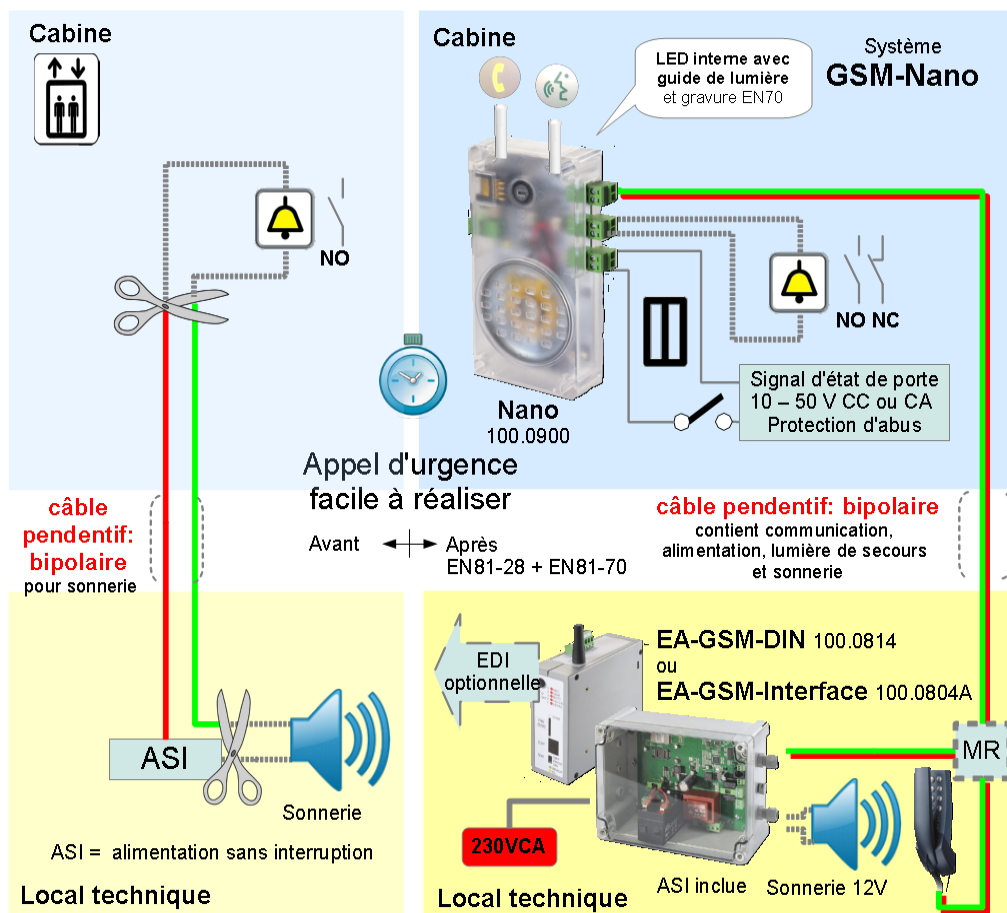 Cabine
NO
câble
pendentif:
bipolaire
pour sonnerie
ASI
Sonnerie
ASI = alimentation sans interruption
Local technique
Appel d'urgence
facile à réaliser
Avant
Après
EN81-28 + EN81-70
Cabine
LED interne avec
guide de lumière
et gravure EN70
Système
GSM-Nano
NO NC
Signal d'état de porte
10 – 50 V CC ou CA
Protection d'abus
Nano
100.0900
câble pendentif: bipolaire
contient communication,
alimentation, lumière de secours
et sonnerie
EDI
optionnelle
EA-GSM-DIN 100.0814
ou
EA-GSM-Interface 100.0804A
MR
230VCA
ASI inclue
Sonnerie 12V
Local technique